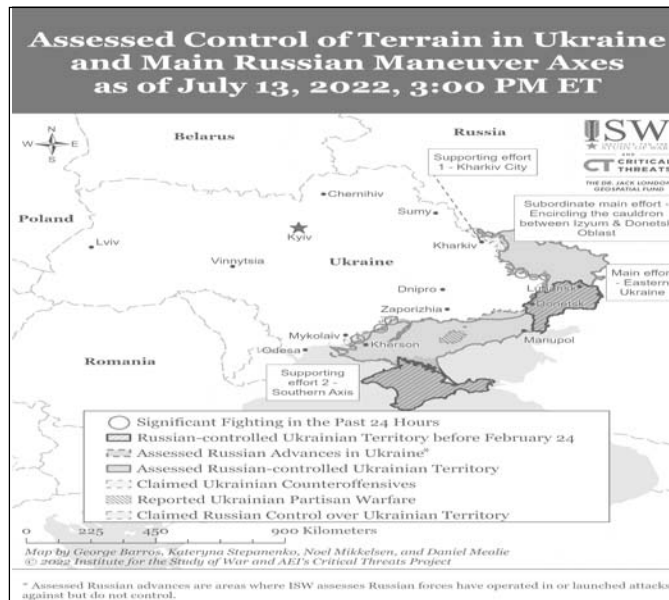 Assessed Control of Terrain in Ukraine
and Main Russian Maneuver Axes
as of July 13, 2022, 3:00 PM ET
N
W
E
S
Belarus
Russia
ISW
AND
CT CRITICAL
THREATS
THE DR. JACK LONDON
GEOSPATIAL FUND
Supporting effort
1 - Kharkiv City
Chernihiv
Subordinate main effort -
Encircling the cauldron
between Izyum & Donetsk
Oblast
Sumy
Poland
Kyiv
Lviv
Kharkiv
Vinnytsia
Ukraine
Main effort
- Eastern
Ukraine
Dnipro
Luhansk
Donetsk
Zaporizhia
Mykolaiv
Mariupol
Romania
Odesa
Kherson
Supporting
effort 2 -
Southern Axis
Significant Fighting in the Past 24 Hours
Russian-controlled Ukrainian Territory before February 24
Assessed Russian Advances in Ukraine*
Assessed Russian-controlled Ukrainian Territory
Claimed Ukrainian Counteroffensives
Reported Ukrainian Partisan Warfare
Claimed Russian Control over Ukrainian Territory
0 225 450 900 Kilometers
Map by George Barros, Kateryna Stepanenko, Noel Mikkelsen, and Daniel Mealie
© 2022 Institute for the Study of War and AEI's Critical Threats Project
* Assessed Russian advances are areas where ISW assesses Russian forces have operated in or launched attacks
against but do not control.